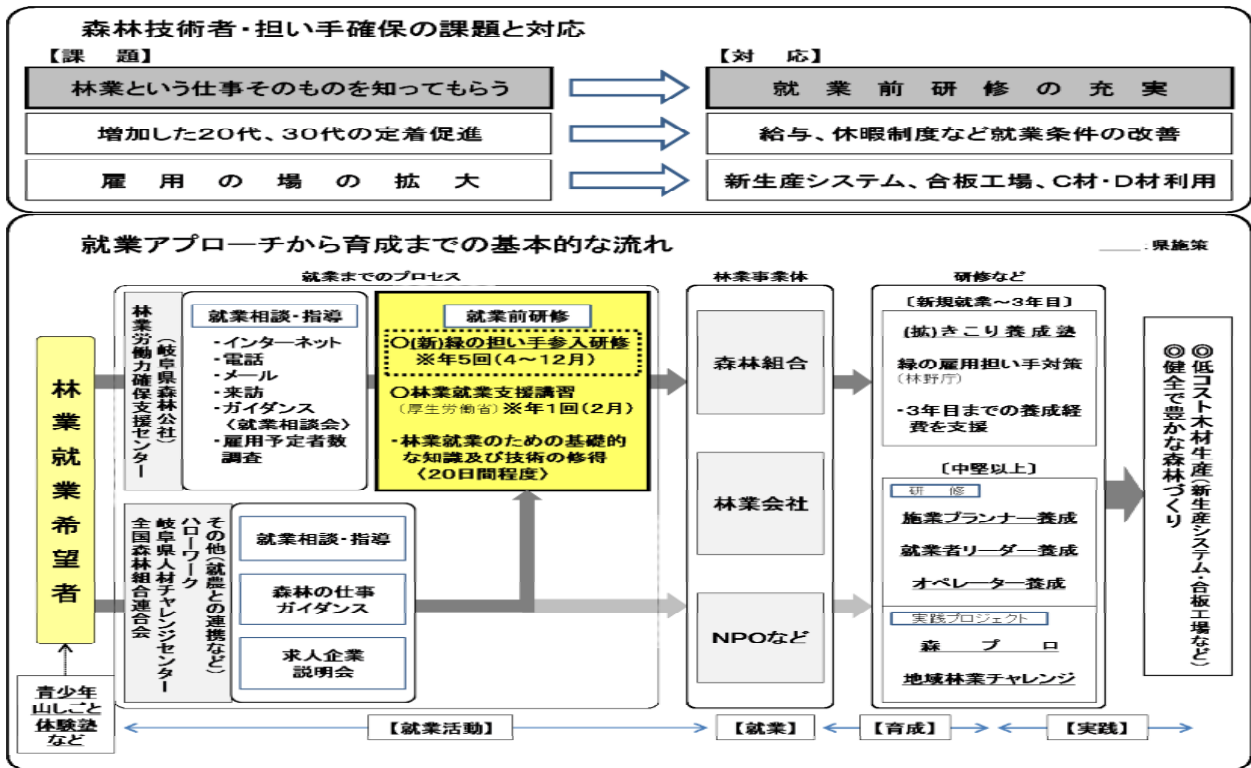 森林技術者・担い手確保の課題と対応
【課　題】
【対　応】
林業という仕事そのものを知ってもらう
就業前研修の充実
増加した20代、30代の定着促進
給与、休暇制度など就業条件の改善
雇用の場の拡大
新生産システム、合板工場、C材・D材利用
就業アプローチから育成までの基本的な流れ
____：県施策
就業までのプロセス
林業事業体
研修など
林業就業希望者
青少年
山しごと
体験塾
など
林業労働力確保支援センター
（岐阜県森林公社）
就業相談・指導
・インターネット
・電話
・メール
・来訪
・ガイダンス
〈就業相談会〉
・雇用予定者数
調査
就業前研修
○(新)緑の担い手参入研修
※年5回(4～12月)
○林業就業支援講習
(厚生労働省)※年1回(2月)
・林業就業のための基礎的
な知識及び技術の修得
〈20日間程度〉
その他(就農との連携など)
ハローワーク
岐阜県人材チャレンジセンター
全国森林組合連合会
就業相談・指導
森林の仕事
ガイダンス
求人企業
説明会
森林組合
林業会社
NPOなど
〔新規就業～3年目〕
(拡)きこり養成塾
緑の雇用担い手対策
(林野庁)
・3年目までの養成経
費を支援
〔中堅以上〕
研　修
施業プランナー養成
就業者リーダー養成
オペレーター養成
実践プロジェクト
森　プ　ロ
地域林業チャレンジ
◎低コスト木材生産(新生産システム・合板工場など)
◎健全で豊かな森林づくり
【就業活動】
【就業】
【育成】
【実践】